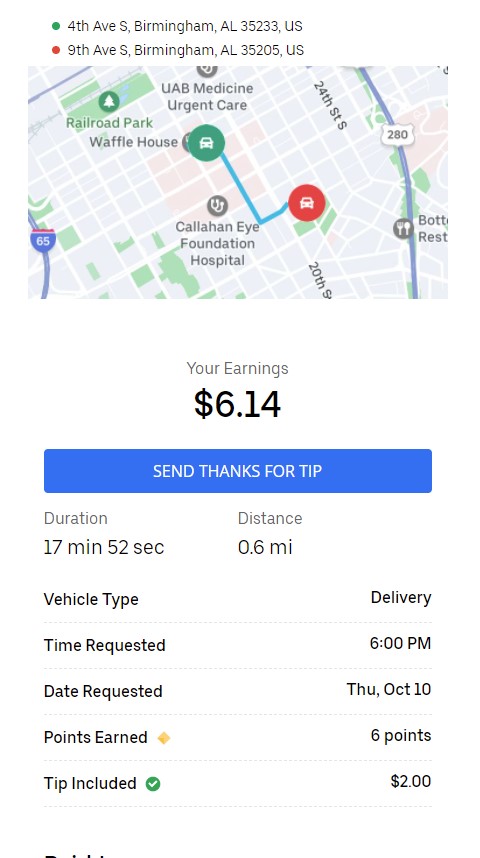 4th Ave S, Birmingham, AL 35233, US
9th Ave S, Birmingham, AL 35205, US
UAB Medicine
Urgent Care
24th St S
Railroad Park
280
Waffle House
Callahan Eye
Foundation
Hospital
Bott
Rest
65
20th S
Your Earnings
$6.14
SEND THANKS FOR TIP
Duration
Distance
17 min 52 sec
0.6 mi
Vehicle Type
Delivery
Time Requested
6:00 PM
Date Requested
Thu, Oct 10
Points Earned
6 points
Tip Included
$2.00